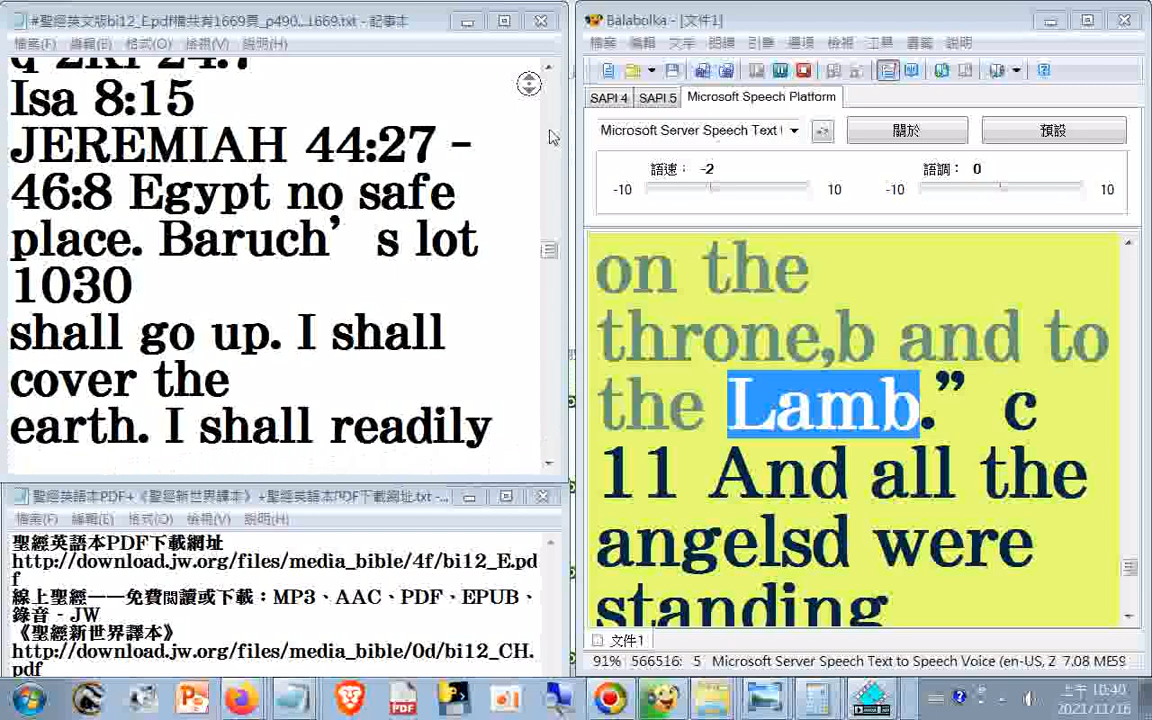 #聖經英文版bi12_E.pdf檔共有1669頁_p490..1669.txt - 記事本
檔案(F) 編輯(E) 格式(O) 檢視(V) 說明(H)
q 2Ki 24:7
Isa 8:15
JEREMIAH 44:27 -
46:8 Egypt no safe
place. Baruch’s lot
1030
shall go up. I shall
cover the
earth. I shall readily
聖經英語本PDF+《聖經新世界譯本》+聖經英語本PDF下載網址.txt - ...
檔案(F) 編輯(E) 格式(O) 檢視(V) 說明(H)
聖經英語本PDF下載網址
http://download.jw.org/files/media_bible/4f/bi12_E.pd
f
線上聖經——免費閱讀或下載：MP3、AAC、PDF、EPUB、
錄音 - JW
《聖經新世界譯本》
http://download.jw.org/files/media_bible/0d/bi12_CH.
pdf
Balabolka - [文件1]
檔案 編輯 文字 朗讀 引擎 選項 檢視 工具 書籤 說明
SAPI 4 SAPI 5 Microsoft Speech Platform
Microsoft Server Speech Text 關於 預設
語速： -2 語調： 0
-10 10 -10 10
on the
throne,b and to
the Lamb.” c
11 And all the
angelsd were
standing
文件1
91% 566516: 5 Microsoft Server Speech Text to Speech Voice (en-US, Z 7.08 МБ
上午 10:40
2021/11/16